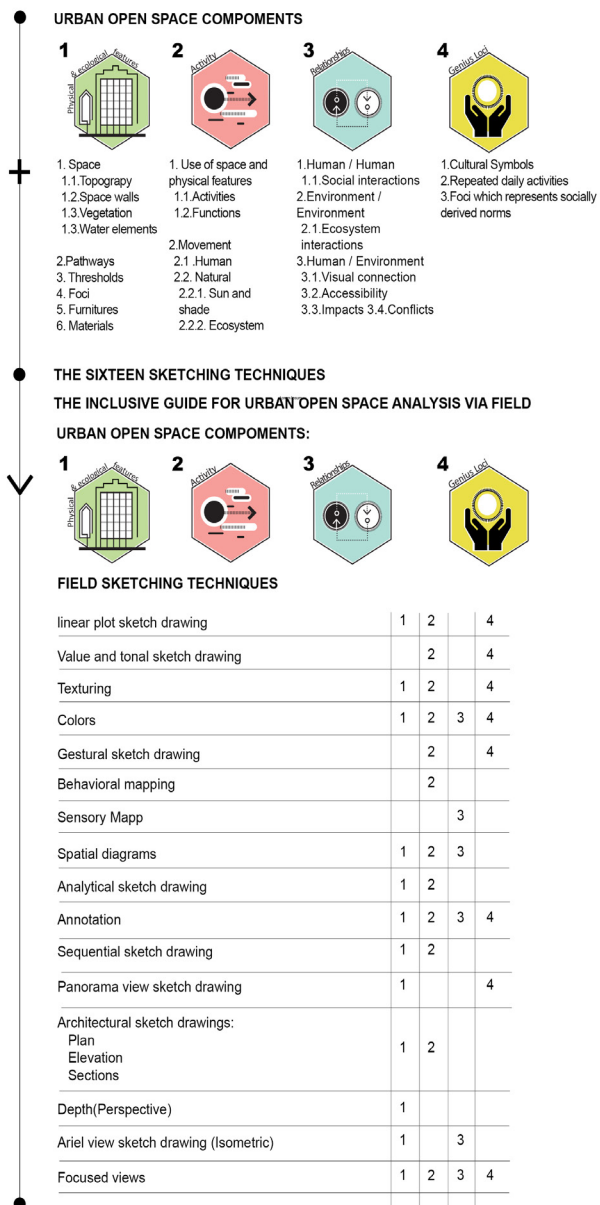 URBAN OPEN SPACE COMPOMENTS
1 2 3 4
Physical & ecological features
Activity
Relationships
Genius Loci
1. Space
1.1.Topograpy
1.2.Space walls
1.3.Vegetation
1.3.Water elements
2.Pathways
3. Thresholds
4. Foci
5. Furnitures
6. Materials
1. Use of space and
physical features
1.1.Activities
1.2.Functions
2.Movement
2.1 .Human
2.2. Natural
2.2.1. Sun and
shade
2.2.2. Ecosystem
1.Human / Human
1.1.Social interactions
2.Environment /
Environment
2.1.Ecosystem
interactions
3.Human / Environment
3.1.Visual connection
3.2.Accessibility
3.3.Impacts 3.4.Conflicts
1.Cultural Symbols
2.Repeated daily activities
3.Foci which represents socially
derived norms
THE SIXTEEN SKETCHING TECHNIQUES
THE INCLUSIVE GUIDE FOR URBAN OPEN SPACE ANALYSIS VIA FIELD
URBAN OPEN SPACE COMPOMENTS:
1 2 3 4
Physical & ecological features
Activity
Relationships
Genius Loci
FIELD SKETCHING TECHNIQUES
linear plot sketch drawing 1 2 4
Value and tonal sketch drawing 2 4
Texturing 1 2 4
Colors 1 2 3 4
Gestural sketch drawing 2 4
Behavioral mapping 2
Sensory Mapp 3
Spatial diagrams 1 2 3
Analytical sketch drawing 1 2
Annotation 1 2 3 4
Sequential sketch drawing 1 2
Panorama view sketch drawing 1 4
Architectural sketch drawings:
Plan
Elevation 1 2
Sections
Depth(Perspective) 1
Ariel view sketch drawing (Isometric) 1 3
Focused views 1 2 3 4